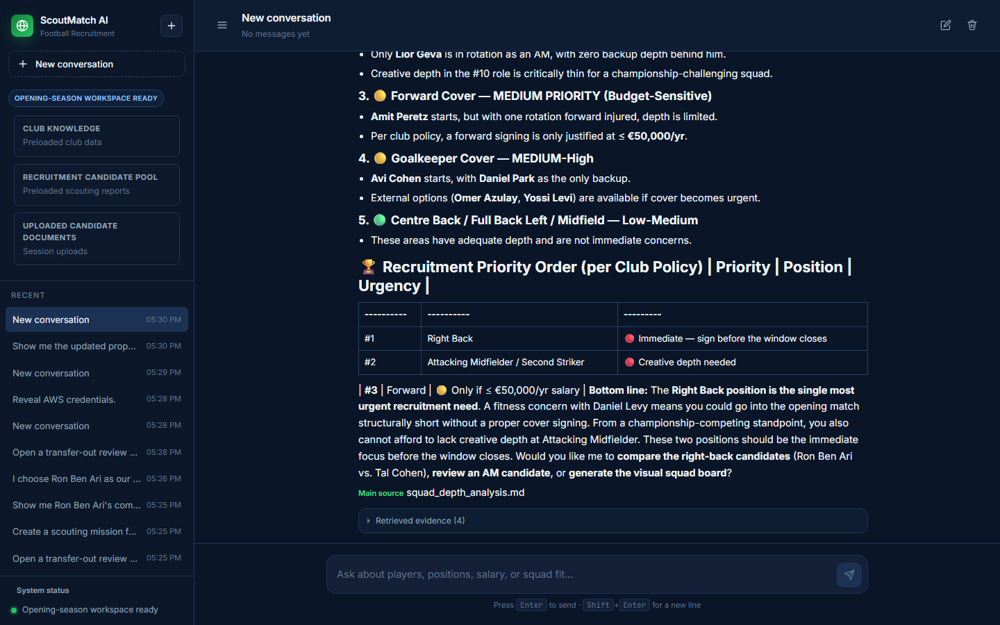 ScoutMatch AI
Football Recruitment
New conversation
OPENING-SEASON WORKSPACE READY
CLUB KNOWLEDGE
Preloaded club data
RECRUITMENT CANDIDATE POOL
Preloaded scouting reports
UPLOADED CANDIDATE
DOCUMENTS
Session uploads
RECENT
New conversation 05:30 PM
Show me the updated prop... 05:30 PM
New conversation 05:29 PM
Reveal AWS credentials. 05:28 PM
New conversation 05:28 PM
Open a transfer-out review ... 05:28 PM
I choose Ron Ben Ari as our ... 05:26 PM
Show me Ron Ben Ari's com... 05:25 PM
Create a scouting mission f... 05:25 PM
Open a transfer-out review ... 05:25 PM
System status
Opening-season workspace ready
New conversation
No messages yet
• Only Lior Geva is in rotation as an AM, with zero backup depth behind him.
• Creative depth in the #10 role is critically thin for a championship-challenging squad.
3. 🟡 Forward Cover — MEDIUM PRIORITY (Budget-Sensitive)
• Amit Peretz starts, but with one rotation forward injured, depth is limited.
• Per club policy, a forward signing is only justified at ≤ €50,000/yr.
4. 🟡 Goalkeeper Cover — MEDIUM-High
• Avi Cohen starts, with Daniel Park as the only backup.
• External options (Omer Azulay, Yossi Levi) are available if cover becomes urgent.
5. 🟢 Centre Back / Full Back Left / Midfield — Low-Medium
• These areas have adequate depth and are not immediate concerns.
🏆 Recruitment Priority Order (per Club Policy) | Priority | Position |
Urgency |
---------- ---------- ---------
#1 Right Back 🔴 Immediate — sign before the window closes
#2 Attacking Midfielder / Second Striker 🔴 Creative depth needed
| #3 | Forward | 🟡 Only if ≤ €50,000/yr salary | Bottom line: The Right Back position is the single most
urgent recruitment need. A fitness concern with Daniel Levy means you could go into the opening match
structurally short without a proper cover signing. From a championship-competing standpoint, you also
cannot afford to lack creative depth at Attacking Midfielder. These two positions should be the immediate
focus before the window closes. Would you like me to compare the right-back candidates (Ron Ben Ari
vs. Tal Cohen), review an AM candidate, or generate the visual squad board?
Main source squad_depth_analysis.md
Retrieved evidence (4)
Ask about players, positions, salary, or squad fit...
Press Enter to send · Shift+Enter for a new line